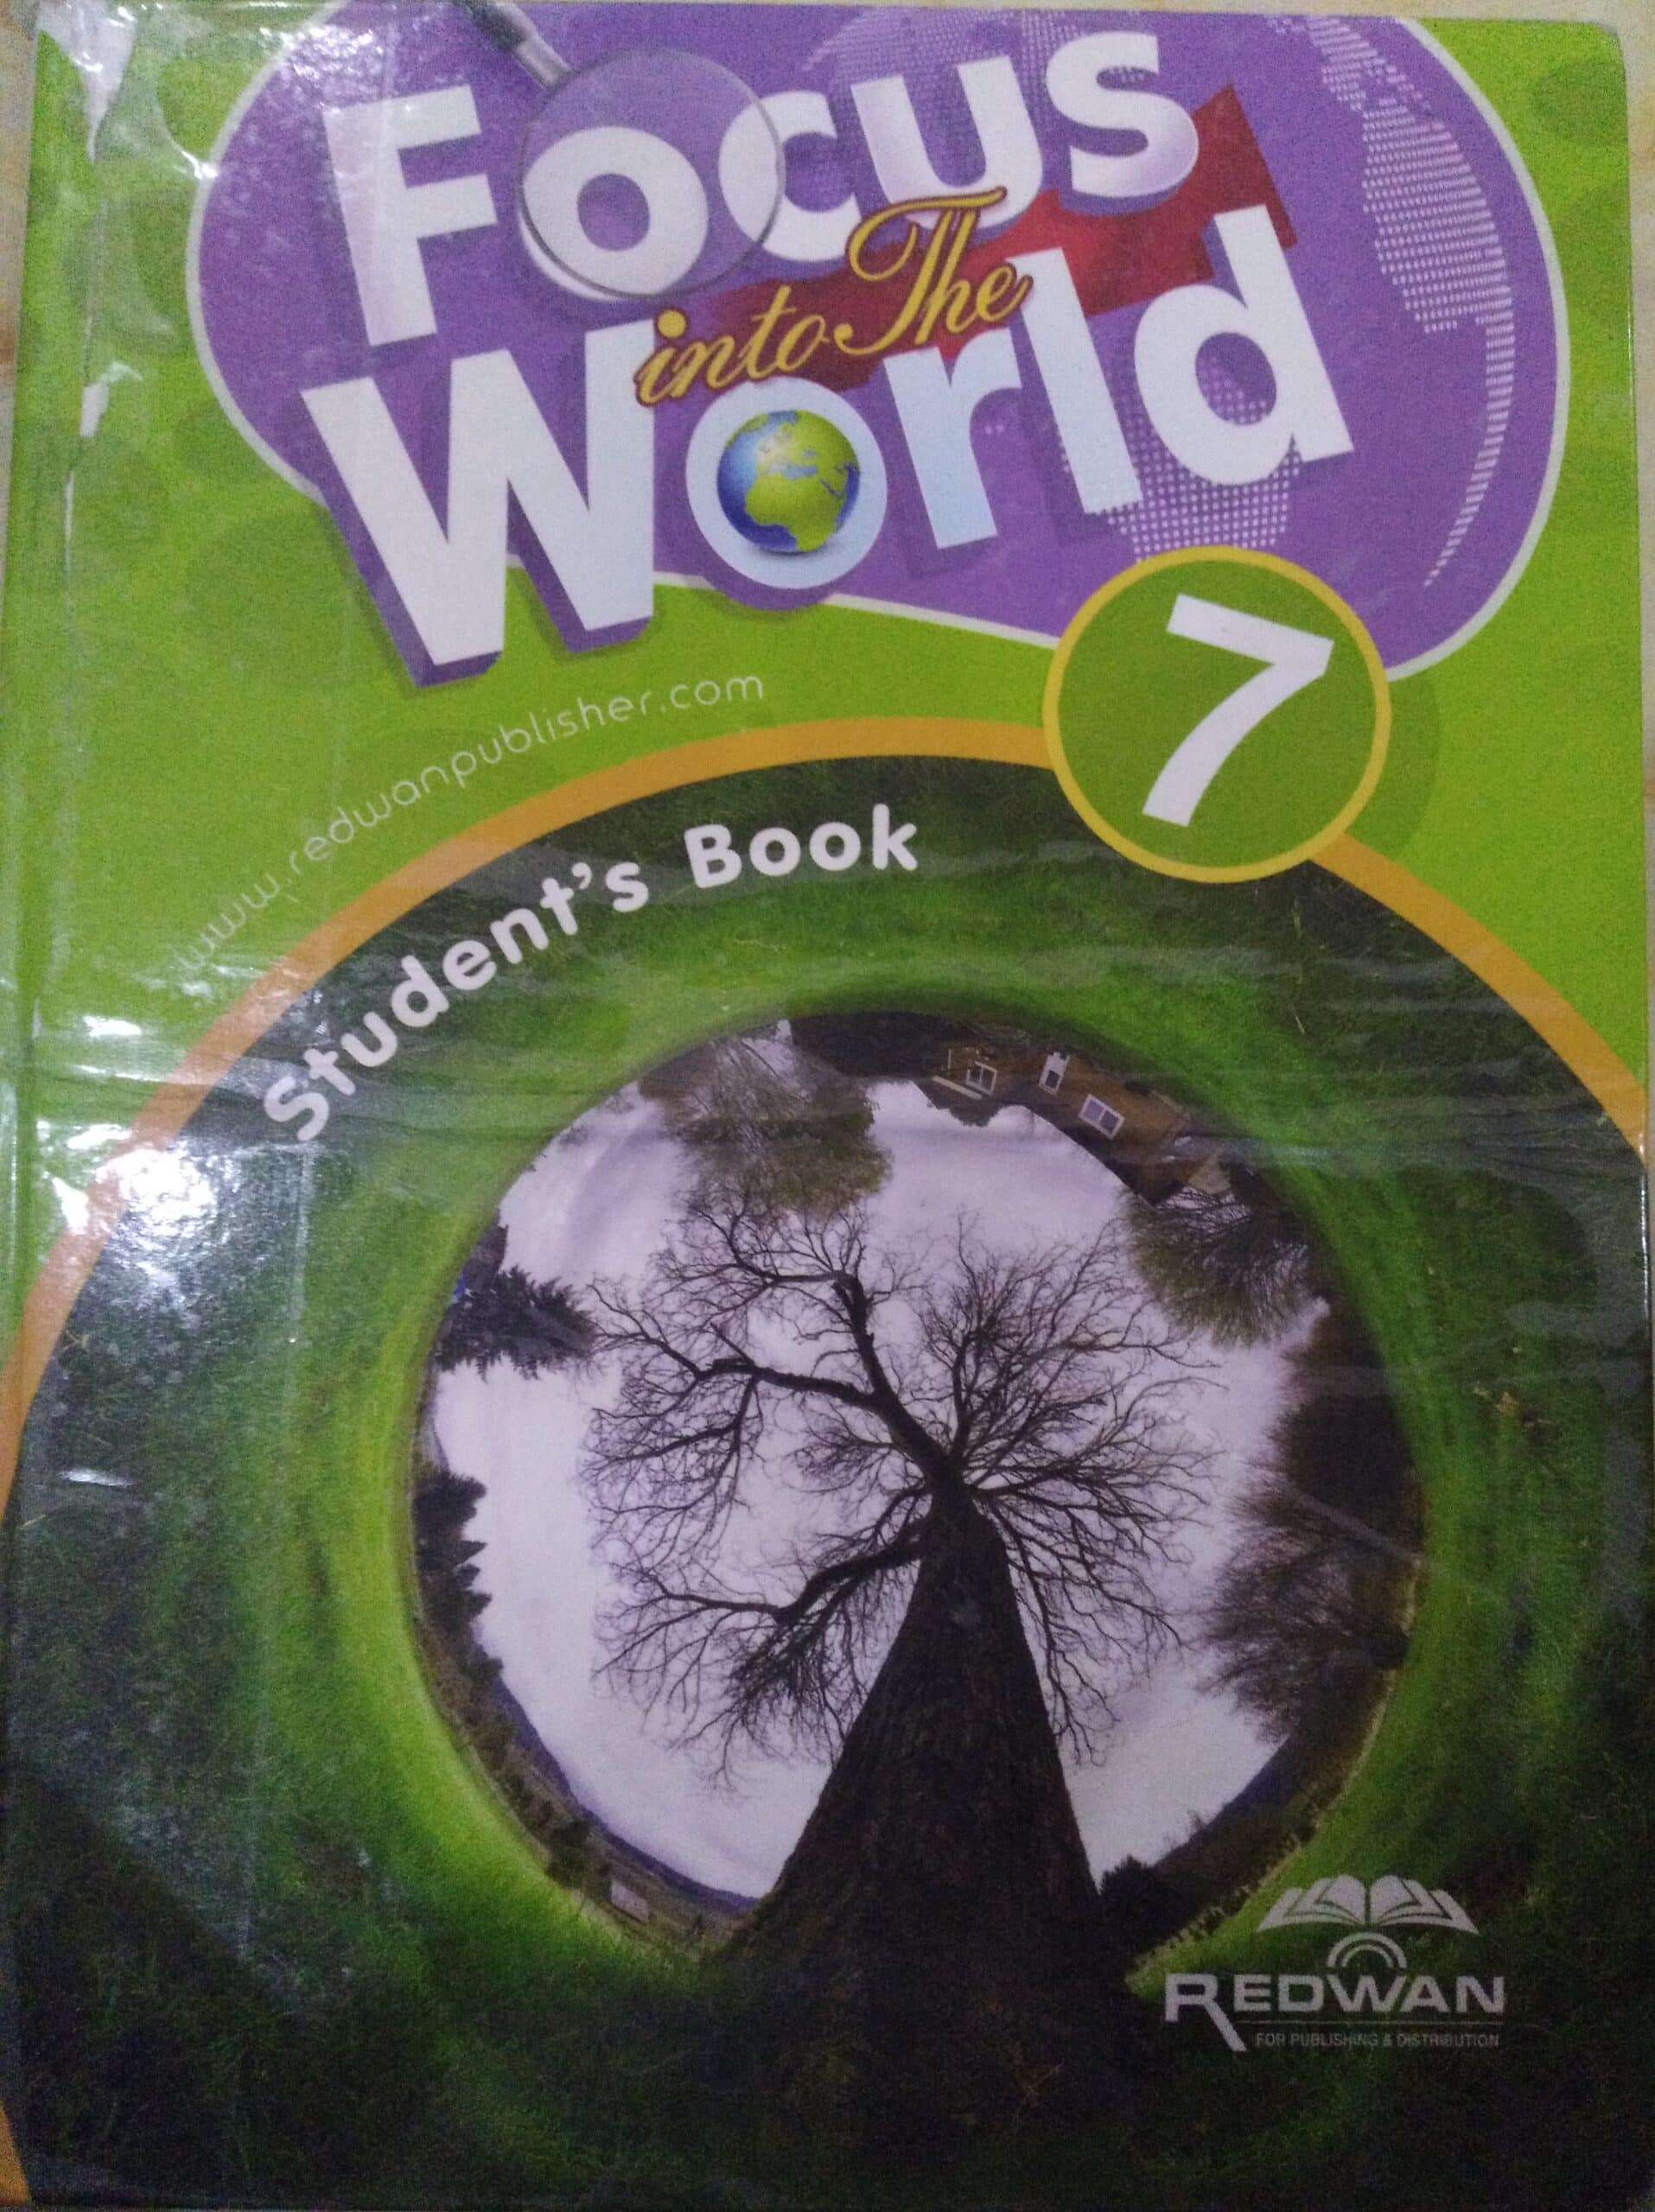 Focus
into The
World
7
www.redwanpublisher.com
Student's Book
REDWAN
FOR PUBLISHING & DISTRIBUTION